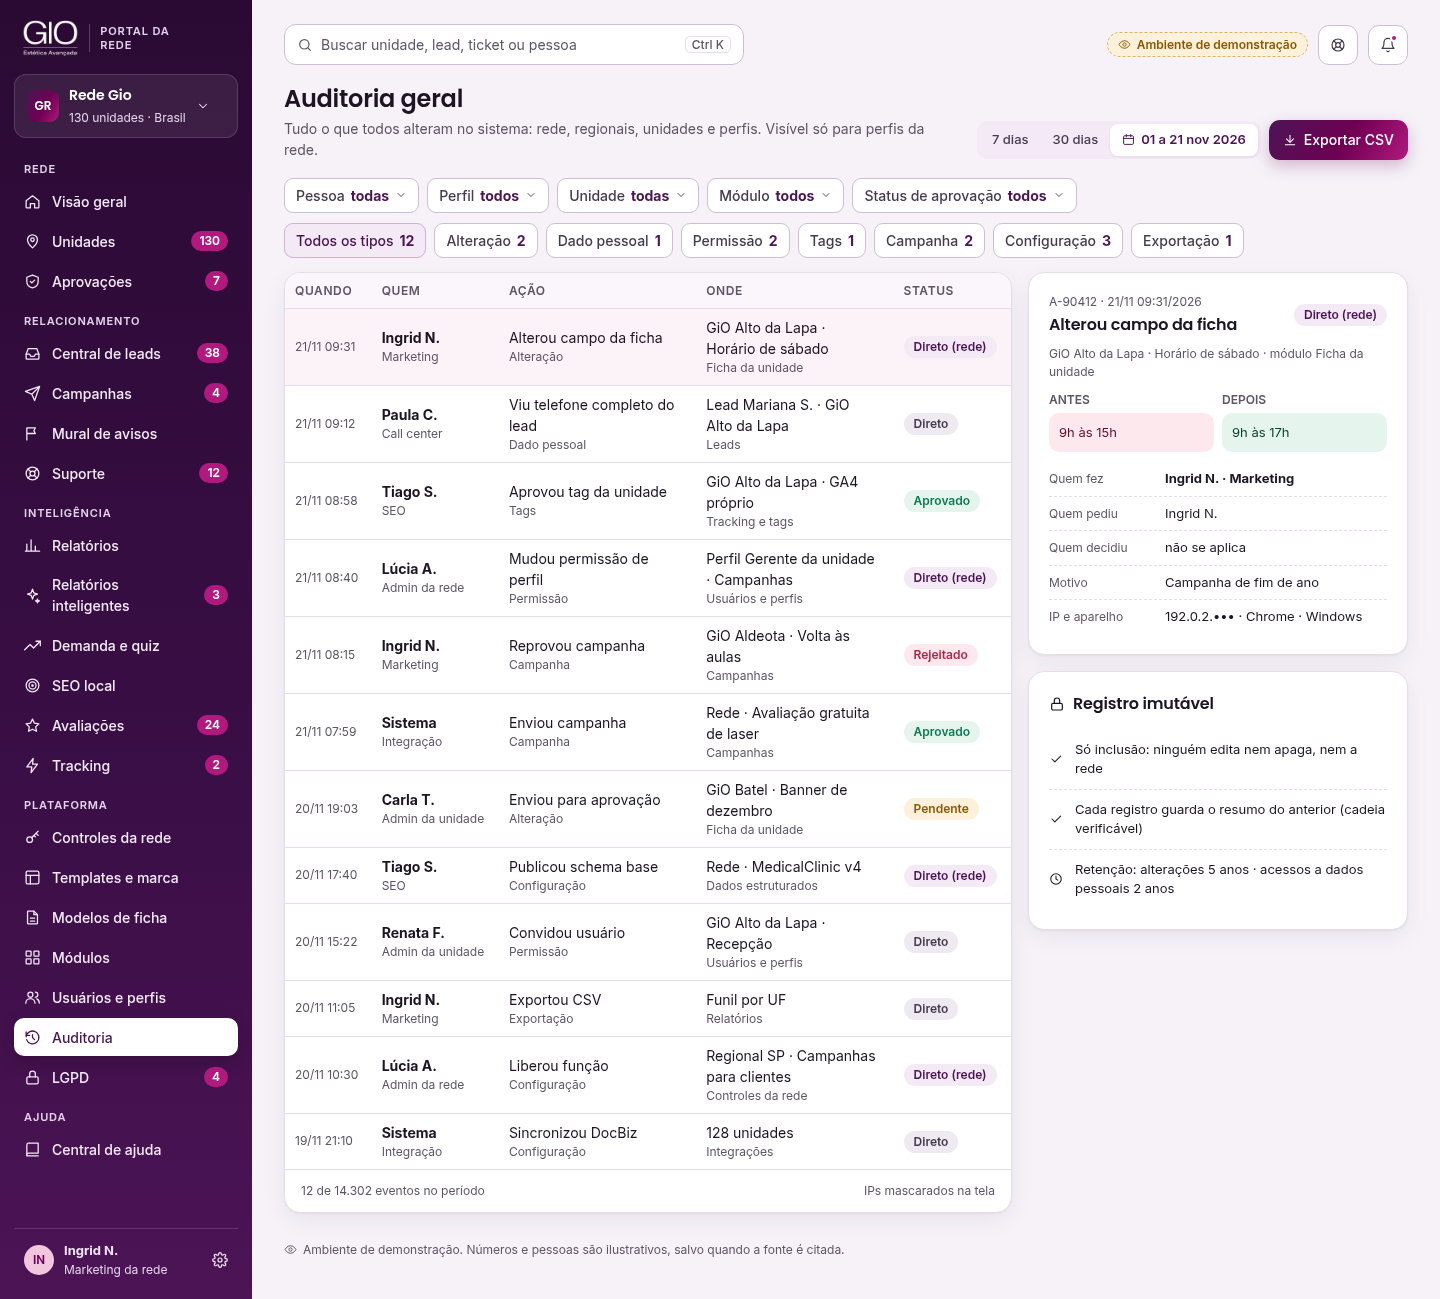 GIO
Estética Avançada
PORTAL DA
REDE
GR
Rede Gio
130 unidades · Brasil
REDE
Visão geral
Unidades 130
Aprovações 7
RELACIONAMENTO
Central de leads 38
Campanhas 4
Mural de avisos
Suporte 12
INTELIGÊNCIA
Relatórios
Relatórios
inteligentes 3
Demanda e quiz
SEO local
Avaliações 24
Tracking 2
PLATAFORMA
Controles da rede
Templates e marca
Modelos de ficha
Módulos
Usuários e perfis
Auditoria
LGPD 4
AJUDA
Central de ajuda
IN
Ingrid N.
Marketing da rede
Buscar unidade, lead, ticket ou pessoa Ctrl K
Ambiente de demonstração
Auditoria geral
Tudo o que todos alteram no sistema: rede, regionais, unidades e perfis. Visível só para perfis da
rede.
7 dias 30 dias 01 a 21 nov 2026 Exportar CSV
Pessoa todas Perfil todos Unidade todas Módulo todos Status de aprovação todos
Todos os tipos 12 Alteração 2 Dado pessoal 1 Permissão 2 Tags 1 Campanha 2 Configuração 3 Exportação 1
QUANDO QUEM AÇÃO ONDE STATUS
21/11 09:31 Ingrid N. Marketing Alterou campo da ficha Alteração GiO Alto da Lapa · Horário de sábado Ficha da unidade Direto (rede)
21/11 09:12 Paula C. Call center Viu telefone completo do lead Dado pessoal Lead Mariana S. · GiO Alto da Lapa Leads Direto
21/11 08:58 Tiago S. SEO Aprovou tag da unidade Tags GiO Alto da Lapa · GA4 próprio Tracking e tags Aprovado
21/11 08:40 Lúcia A. Admin da rede Mudou permissão de perfil Permissão Perfil Gerente da unidade · Campanhas Usuários e perfis Direto (rede)
21/11 08:15 Ingrid N. Marketing Reprovou campanha Campanha GiO Aldeota · Volta às aulas Campanhas Rejeitado
21/11 07:59 Sistema Integração Enviou campanha Campanha Rede · Avaliação gratuita de laser Campanhas Aprovado
20/11 19:03 Carla T. Admin da unidade Enviou para aprovação Alteração GiO Batel · Banner de dezembro Ficha da unidade Pendente
20/11 17:40 Tiago S. SEO Publicou schema base Configuração Rede · MedicalClinic v4 Dados estruturados Direto (rede)
20/11 15:22 Renata F. Admin da unidade Convidou usuário Permissão GiO Alto da Lapa · Recepção Usuários e perfis Direto
20/11 11:05 Ingrid N. Marketing Exportou CSV Exportação Funil por UF Relatórios Direto
20/11 10:30 Lúcia A. Admin da rede Liberou função Configuração Regional SP · Campanhas para clientes Controles da rede Direto (rede)
19/11 21:10 Sistema Integração Sincronizou DocBiz Configuração 128 unidades Integrações Direto
12 de 14.302 eventos no período IPs mascarados na tela
A-90412 · 21/11 09:31/2026
Alterou campo da ficha Direto (rede)
GiO Alto da Lapa · Horário de sábado · módulo Ficha da
unidade
ANTES DEPOIS
9h às 15h 9h às 17h
Quem fez Ingrid N. · Marketing
Quem pediu Ingrid N.
Quem decidiu não se aplica
Motivo Campanha de fim de ano
IP e aparelho 192.0.2.••• · Chrome · Windows
Registro imutável
Só inclusão: ninguém edita nem apaga, nem a
rede
Cada registro guarda o resumo do anterior (cadeia
verificável)
Retenção: alterações 5 anos · acessos a dados
pessoais 2 anos
Ambiente de demonstração. Números e pessoas são ilustrativos, salvo quando a fonte é citada.